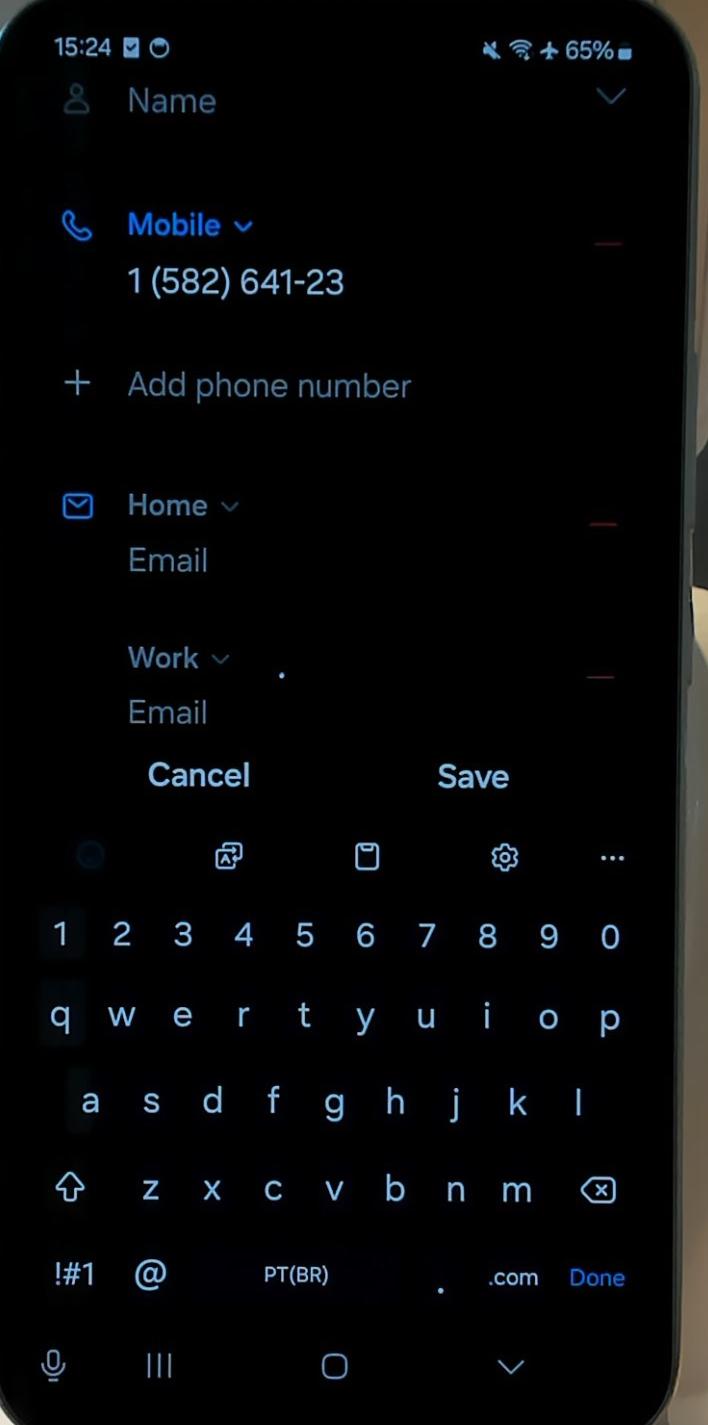 15:24 65%
Name
Mobile
1 (582) 641-23
Add phone number
Home
Email
Work
Email
Cancel Save
1 2 3 4 5 6 7 8 9 0
q w e r t y u i o p
a s d f g h j k l
z x c v b n m
!#1 @ PT(BR) . .com Done